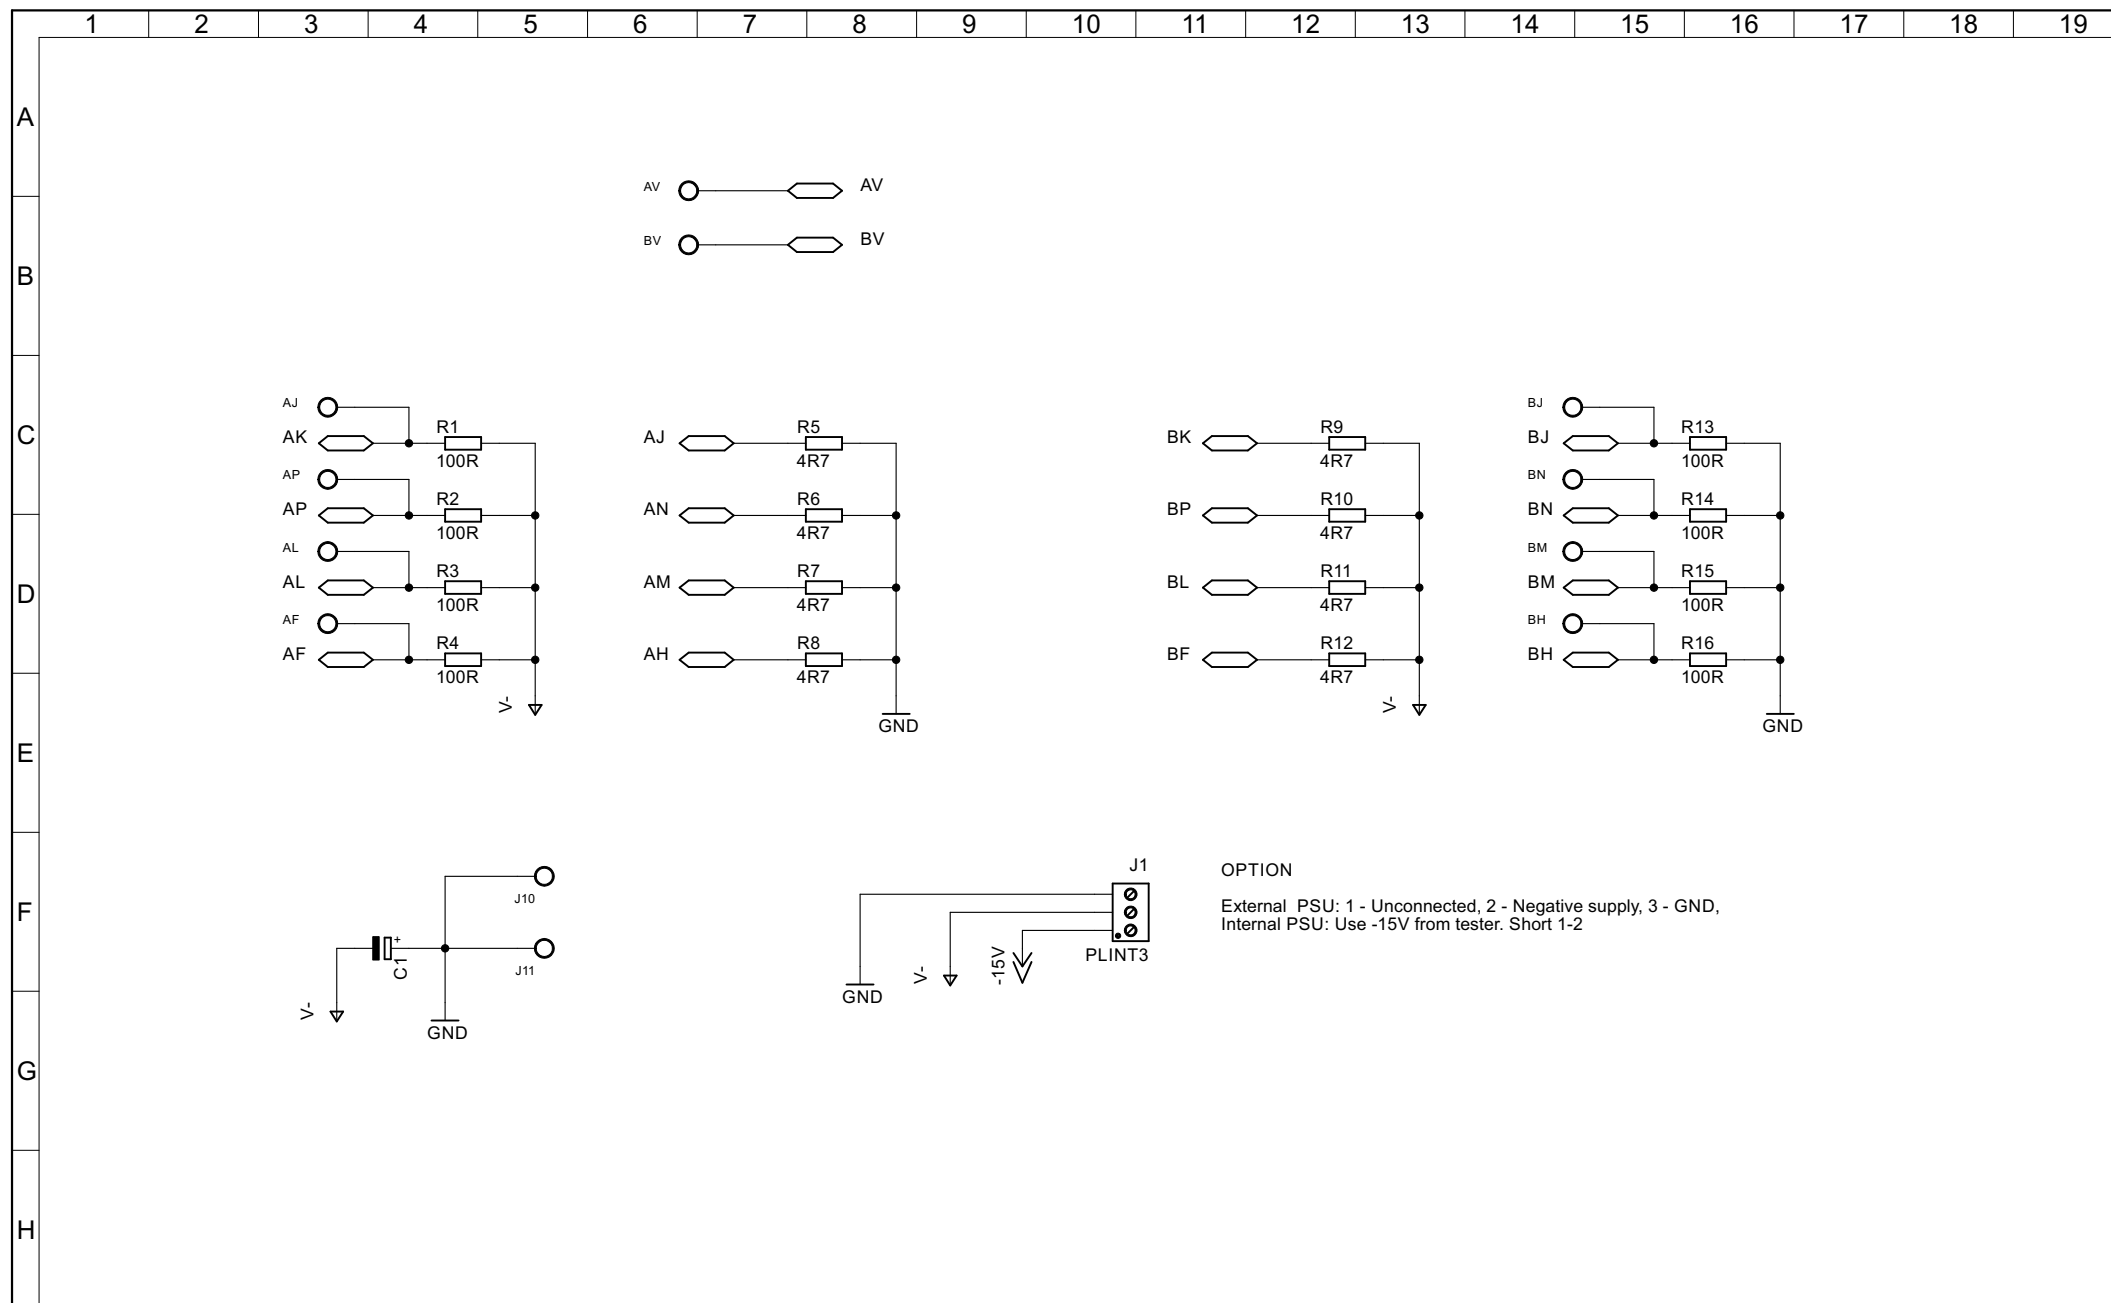 1 2 3 4 5 6 7 8 9 10 11 12 13 14 15 16 17 18 19
A
AV AV
BV BV
B
AJ BJ
C
AK R1 AJ R5 BK R9 BJ R13
100R 4R7 4R7 100R
AP BN
AP R2 AN R6 BP R10 BN R14
100R 4R7 4R7 100R
AL BM
D
AL R3 AM R7 BL R11 BM R15
100R 4R7 4R7 100R
AF BH
AF R4 AH R8 BF R12 BH R16
100R 4R7 4R7 100R
V- GND V- GND
E
J1 OPTION
J10
F
External PSU: 1 - Unconnected, 2 - Negative supply, 3 - GND,
Internal PSU: Use -15V from tester. Short 1-2
+
C1 J11 V- -15V PLINT3
GND
V- GND
G
H